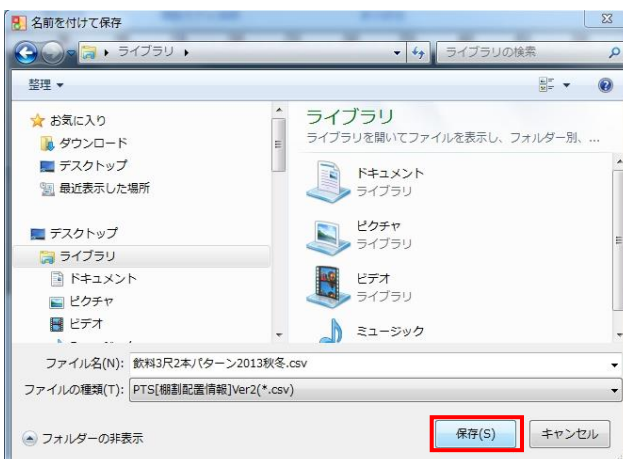 名前を付けて保存
ライブラリ
ライブラリの検索
整理
お気に入り
ダウンロード
デスクトップ
最近表示した場所
デスクトップ
ライブラリ
ドキュメント
ピクチャ
ビデオ
ライブラリ
ライブラリを開いてファイルを表示し、フォルダー別、...
ドキュメント
ライブラリ
ピクチャ
ライブラリ
ビデオ
ライブラリ
ミュージック
ファイル名(N): 飲料3尺2本パターン2013秋冬.csv
ファイルの種類(T): PTS[棚割配置情報]Ver2(*.csv)
フォルダーの非表示
保存(S)
キャンセル